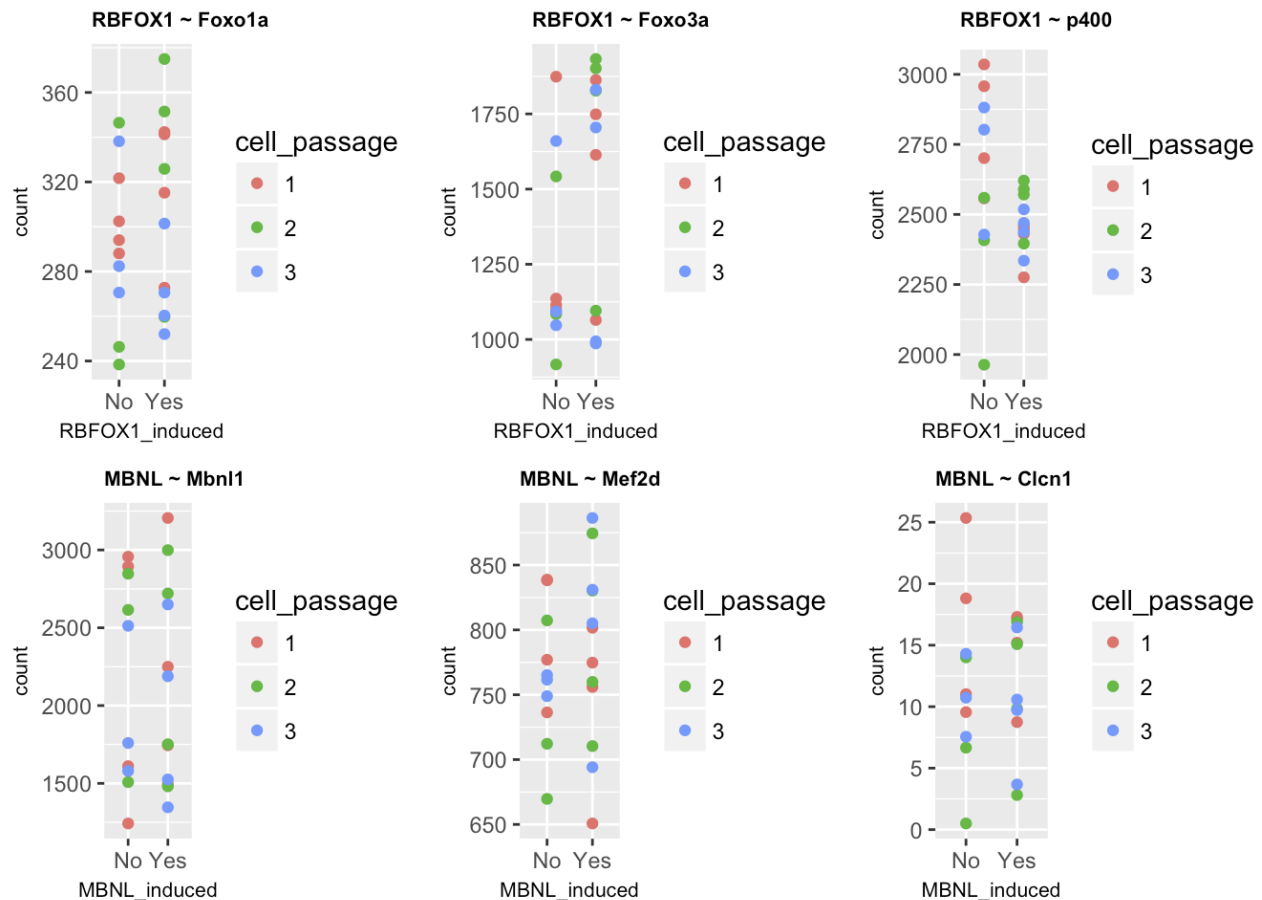 RBFOX1 ~ Foxo1a
360
320
280
240
count
No Yes
RBFOX1_induced
cell_passage
1
2
3
RBFOX1 ~ Foxo3a
1750
1500
1250
1000
count
No Yes
RBFOX1_induced
cell_passage
1
2
3
RBFOX1 ~ p400
3000
2750
2500
2250
2000
count
No Yes
RBFOX1_induced
cell_passage
1
2
3
MBNL ~ Mbnl1
3000
2500
2000
1500
count
No Yes
MBNL_induced
cell_passage
1
2
3
MBNL ~ Mef2d
850
800
750
700
650
count
No Yes
MBNL_induced
cell_passage
1
2
3
MBNL ~ Clcn1
25
20
15
10
5
0
count
No Yes
MBNL_induced
cell_passage
1
2
3